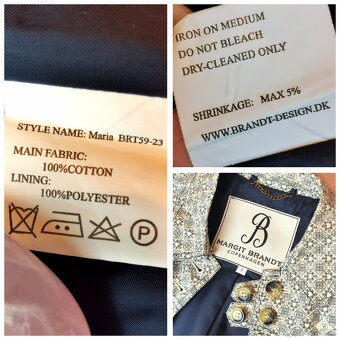 STYLE NAME: Maria BRT59-23
MAIN FABRIC:
100%COTTON
LINING:
100%POLYESTER
P
IRON ON MEDIUM
DO NOT BLEACH
DRY-CLEANED ONLY
SHRINKAGE: MAX 5%
WWW.BRANDT-DESIGN.DK
B
MARGIT BRANDT
COPENHAGEN